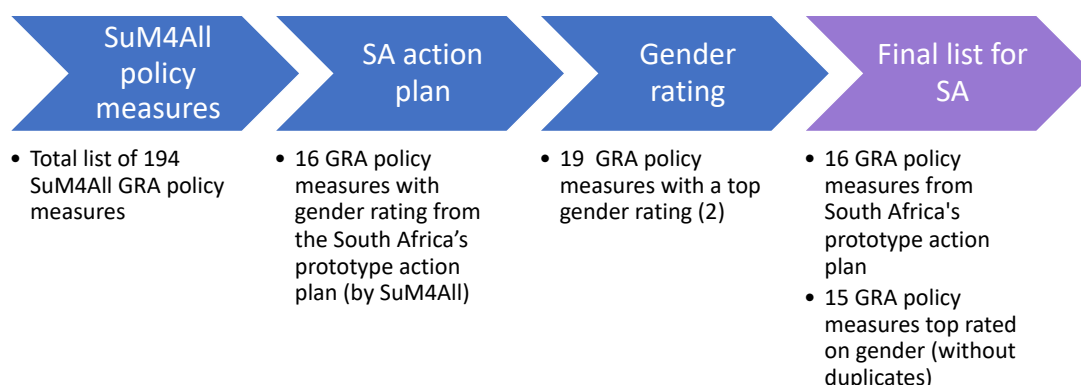 SuM4All
policy
measures
SA action
plan
Gender
rating
Final list for
SA
• Total list of 194
SuM4All GRA policy
measures
• 16 GRA policy
measures with
gender rating from
the South Africa’s
prototype action
plan (by SuM4All)
• 19  GRA policy
measures with a top
gender rating (2)
• 16 GRA policy
measures from
South Africa's
prototype action
plan
• 15 GRA policy
measures top rated
on gender (without
duplicates)